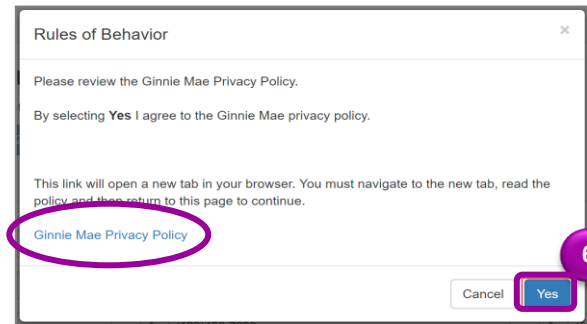 Rules of Behavior ×
Please review the Ginnie Mae Privacy Policy.
By selecting Yes I agree to the Ginnie Mae privacy policy.
This link will open a new tab in your browser. You must navigate to the new tab, read the
policy and then return to this page to continue.
Ginnie Mae Privacy Policy
6
Cancel Yes